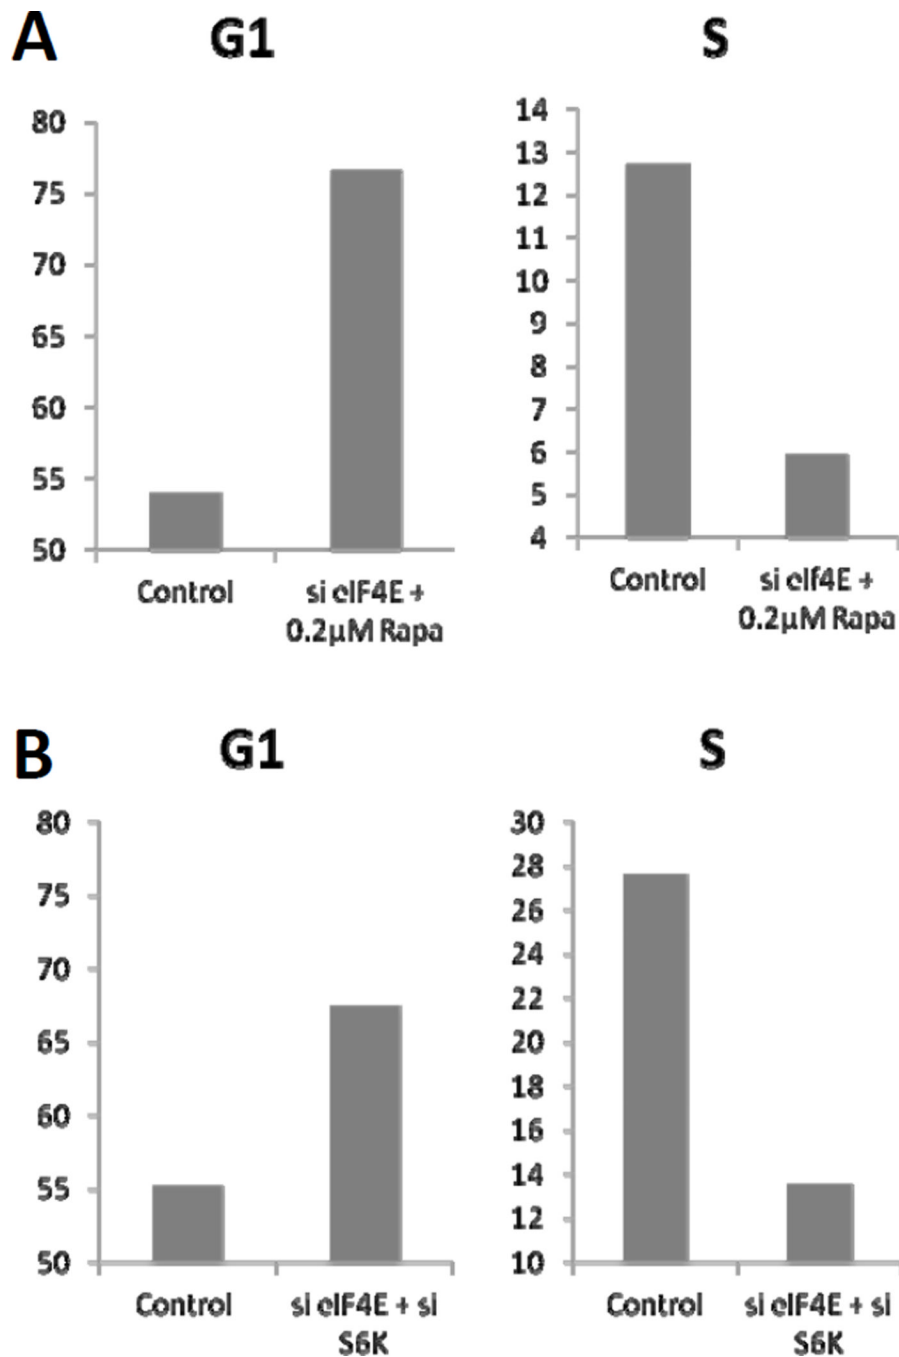 A
G1
S
80
75
70
65
60
55
50
Control
si eIF4E +
0.2µM Rapa
14
13
12
11
10
9
8
7
6
5
4
Control
si eIf4E +
0.2µM Rapa
B
G1
S
80
75
70
65
60
55
50
Control
si eIF4E + si
S6K
30
28
26
24
22
20
18
16
14
12
10
Control
si eIF4E + si
S6K